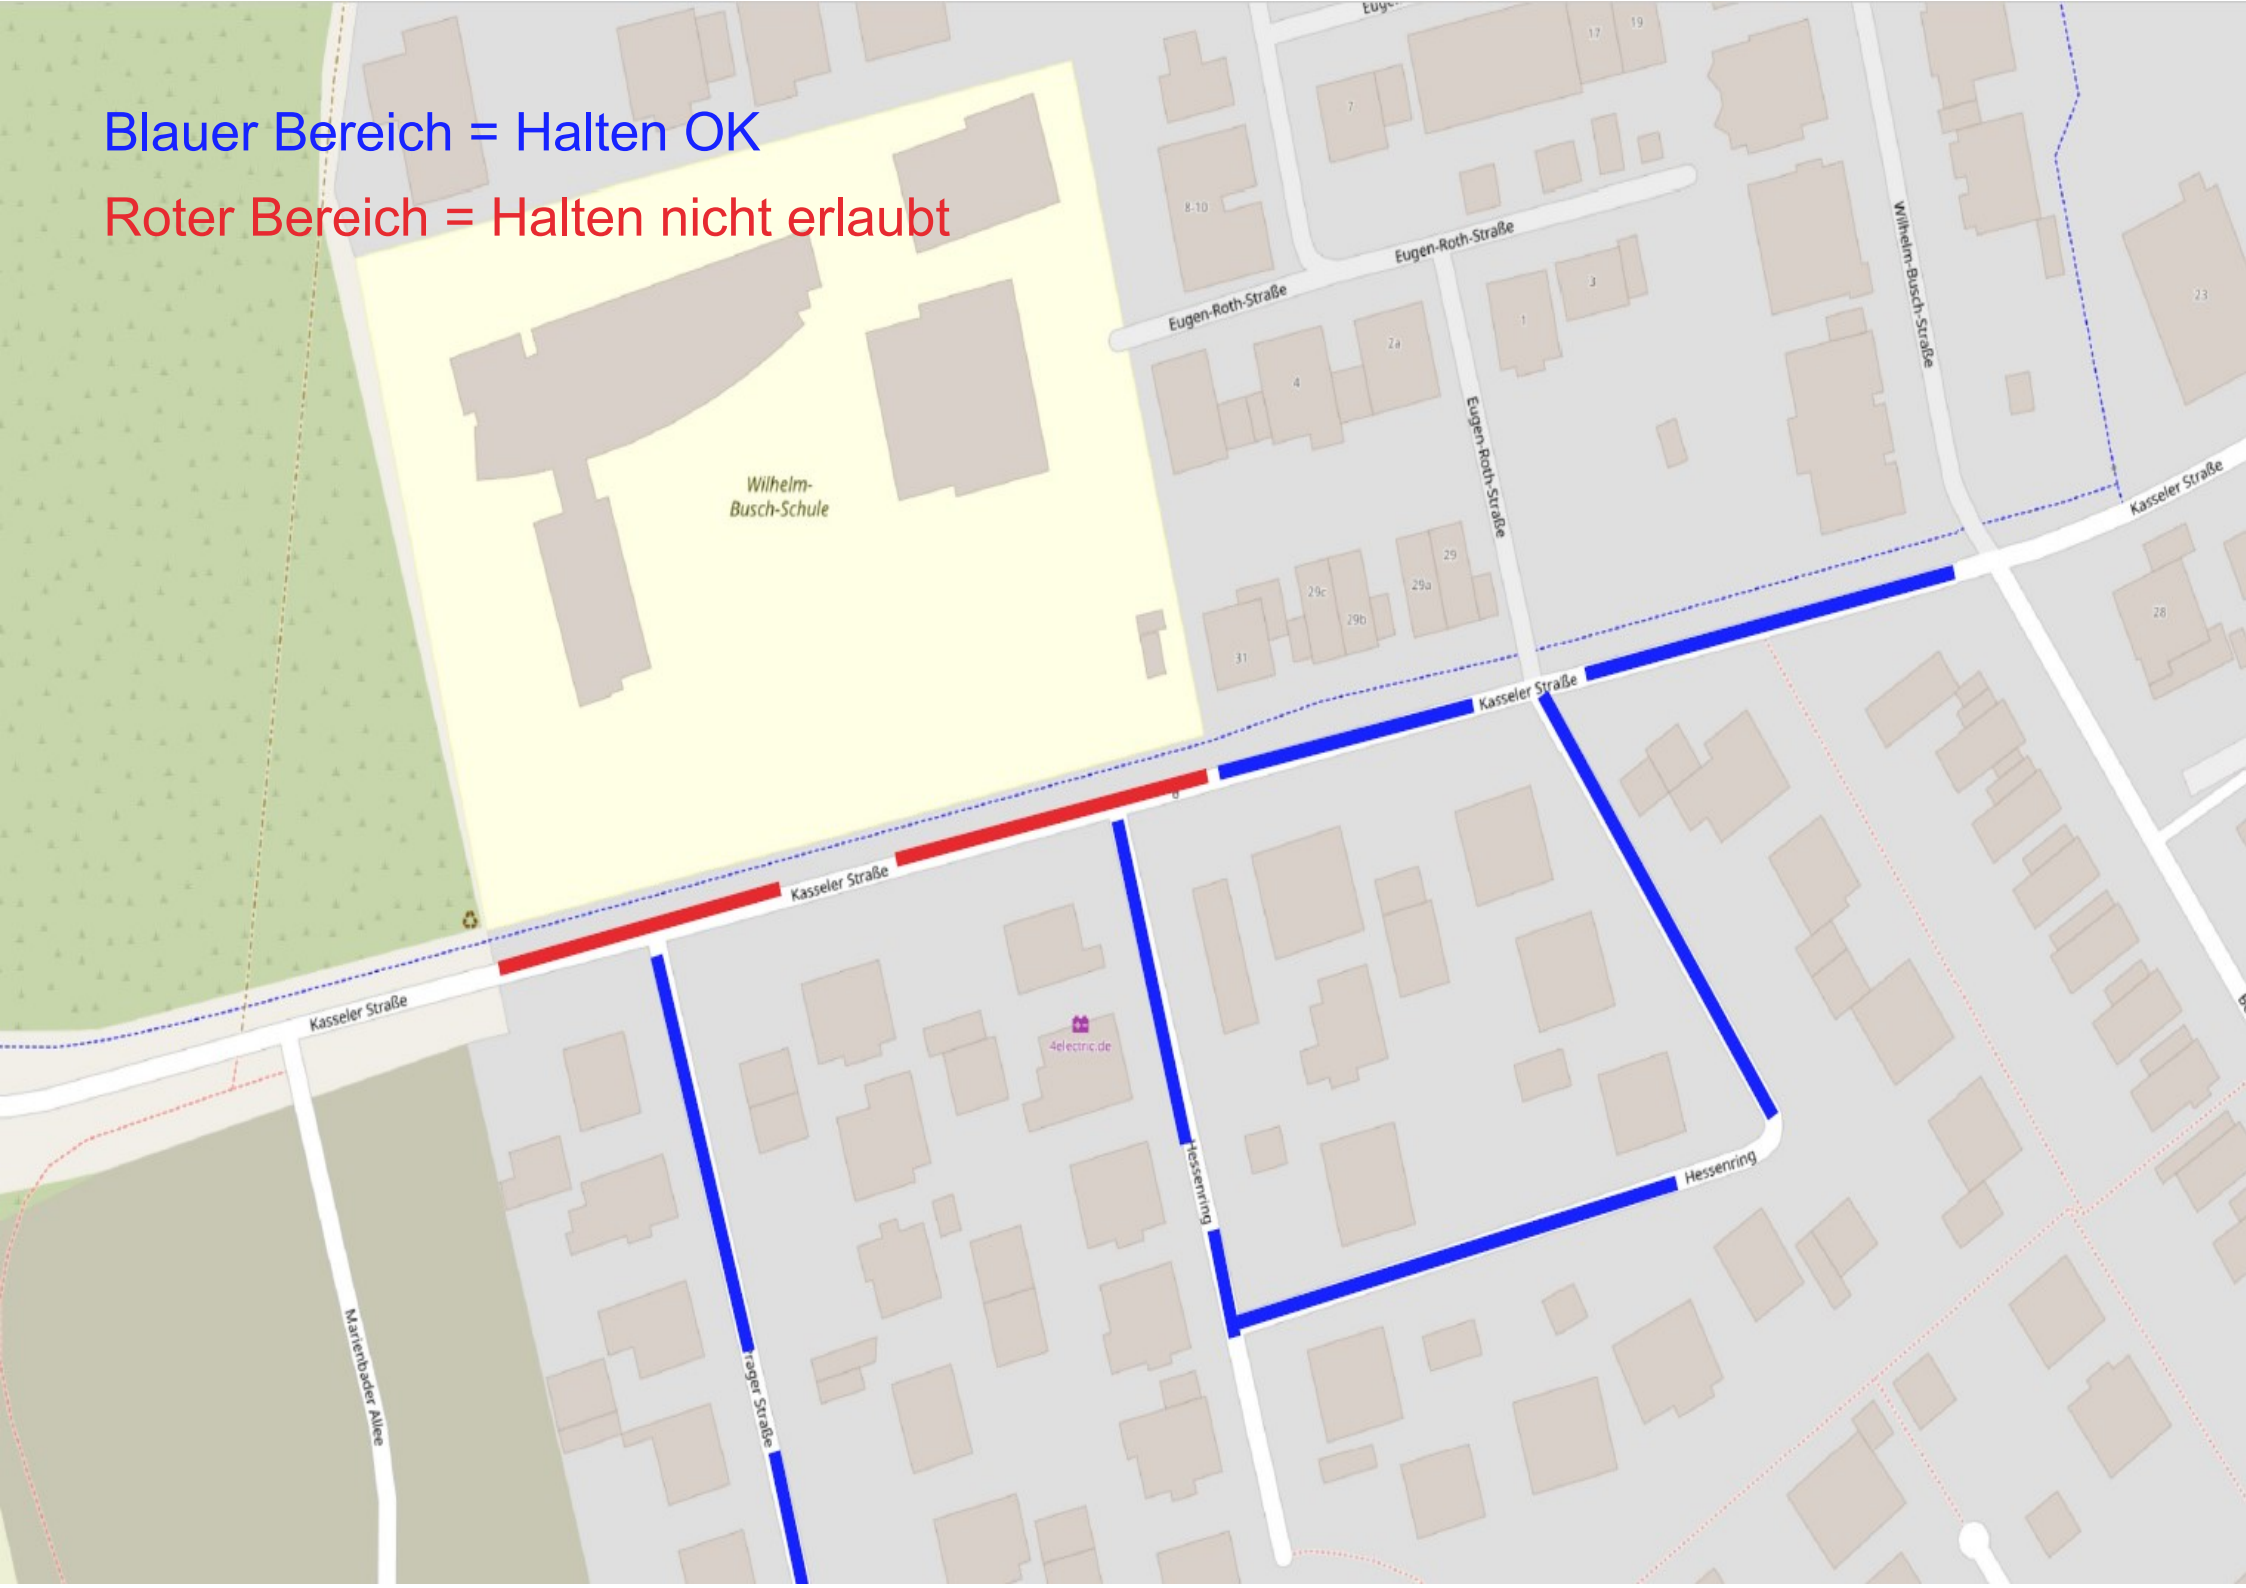 Blauer Bereich = Halten OK
Roter Bereich = Halten nicht erlaubt
17
19
7
8-10
Eugen-Roth-Straße
Eugen-Roth-Straße
Wilhelm-Busch-Straße
23
3
1
2a
4
Eugen-Roth-Straße
Wilhelm-
Busch-Schule
Kasseler Straße
29
29a
29c
29b
28
31
Kasseler Straße
Kasseler Straße
Kasseler Straße
4electric.de
Hessenring
Hessenring
Marienbader Allee
rager Straße